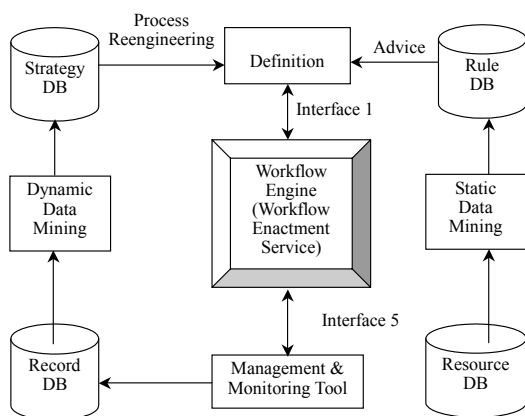 Process
Reengineering
Strategy
DB
Definition
Advice
Rule
DB
Interface 1
Dynamic
Data
Mining
Workflow
Engine
(Workflow
Enactment
Service)
Static
Data
Mining
Interface 5
Record
DB
Management &
Monitoring Tool
Resource
DB